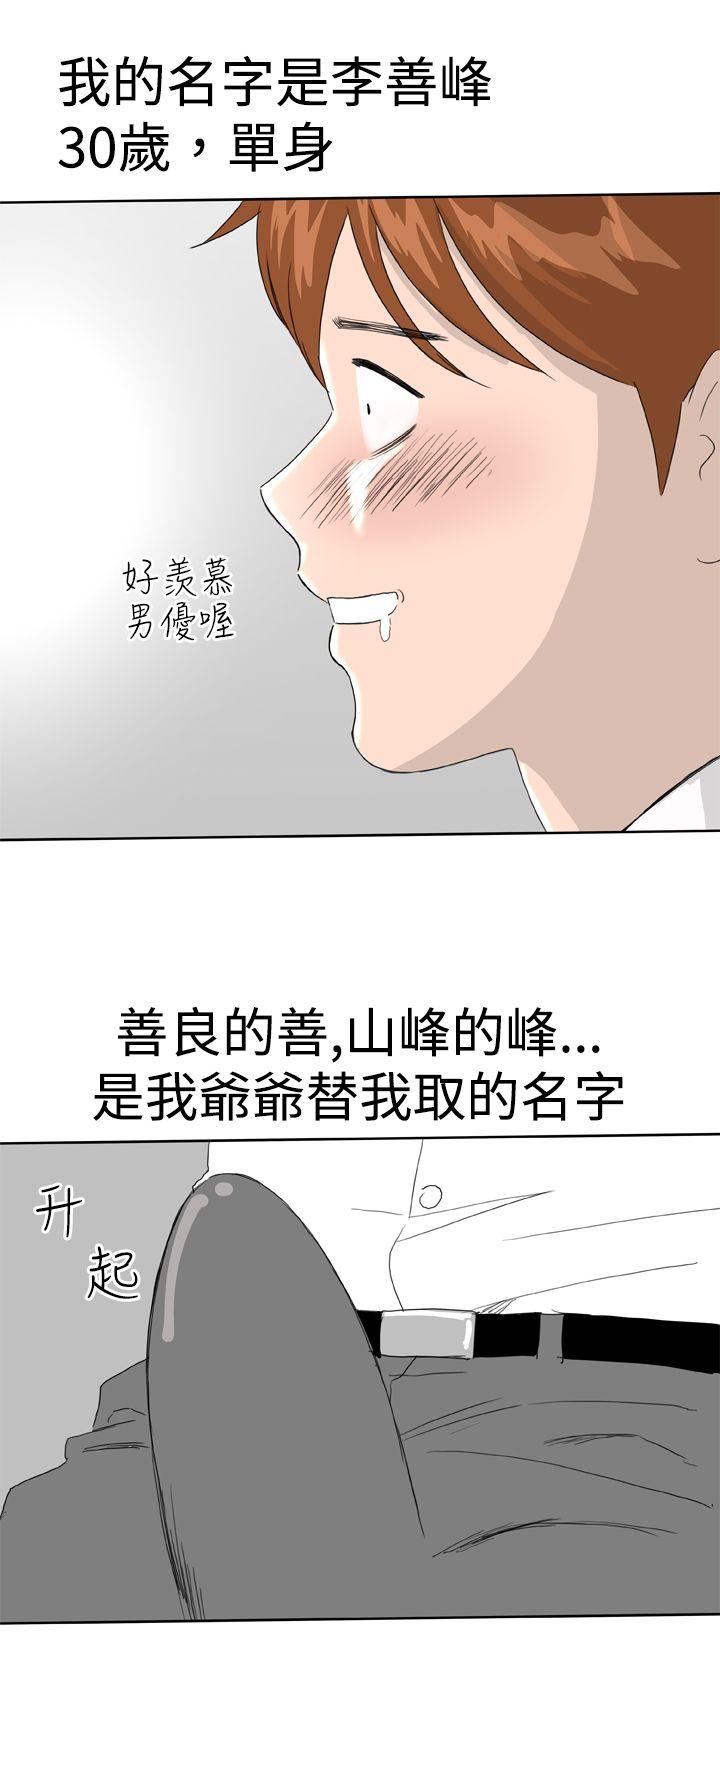 我的名字是李善峰
30歲，單身
好羨慕
男優喔
善良的善,山峰的峰...
是我爺爺替我取的名字
升
起